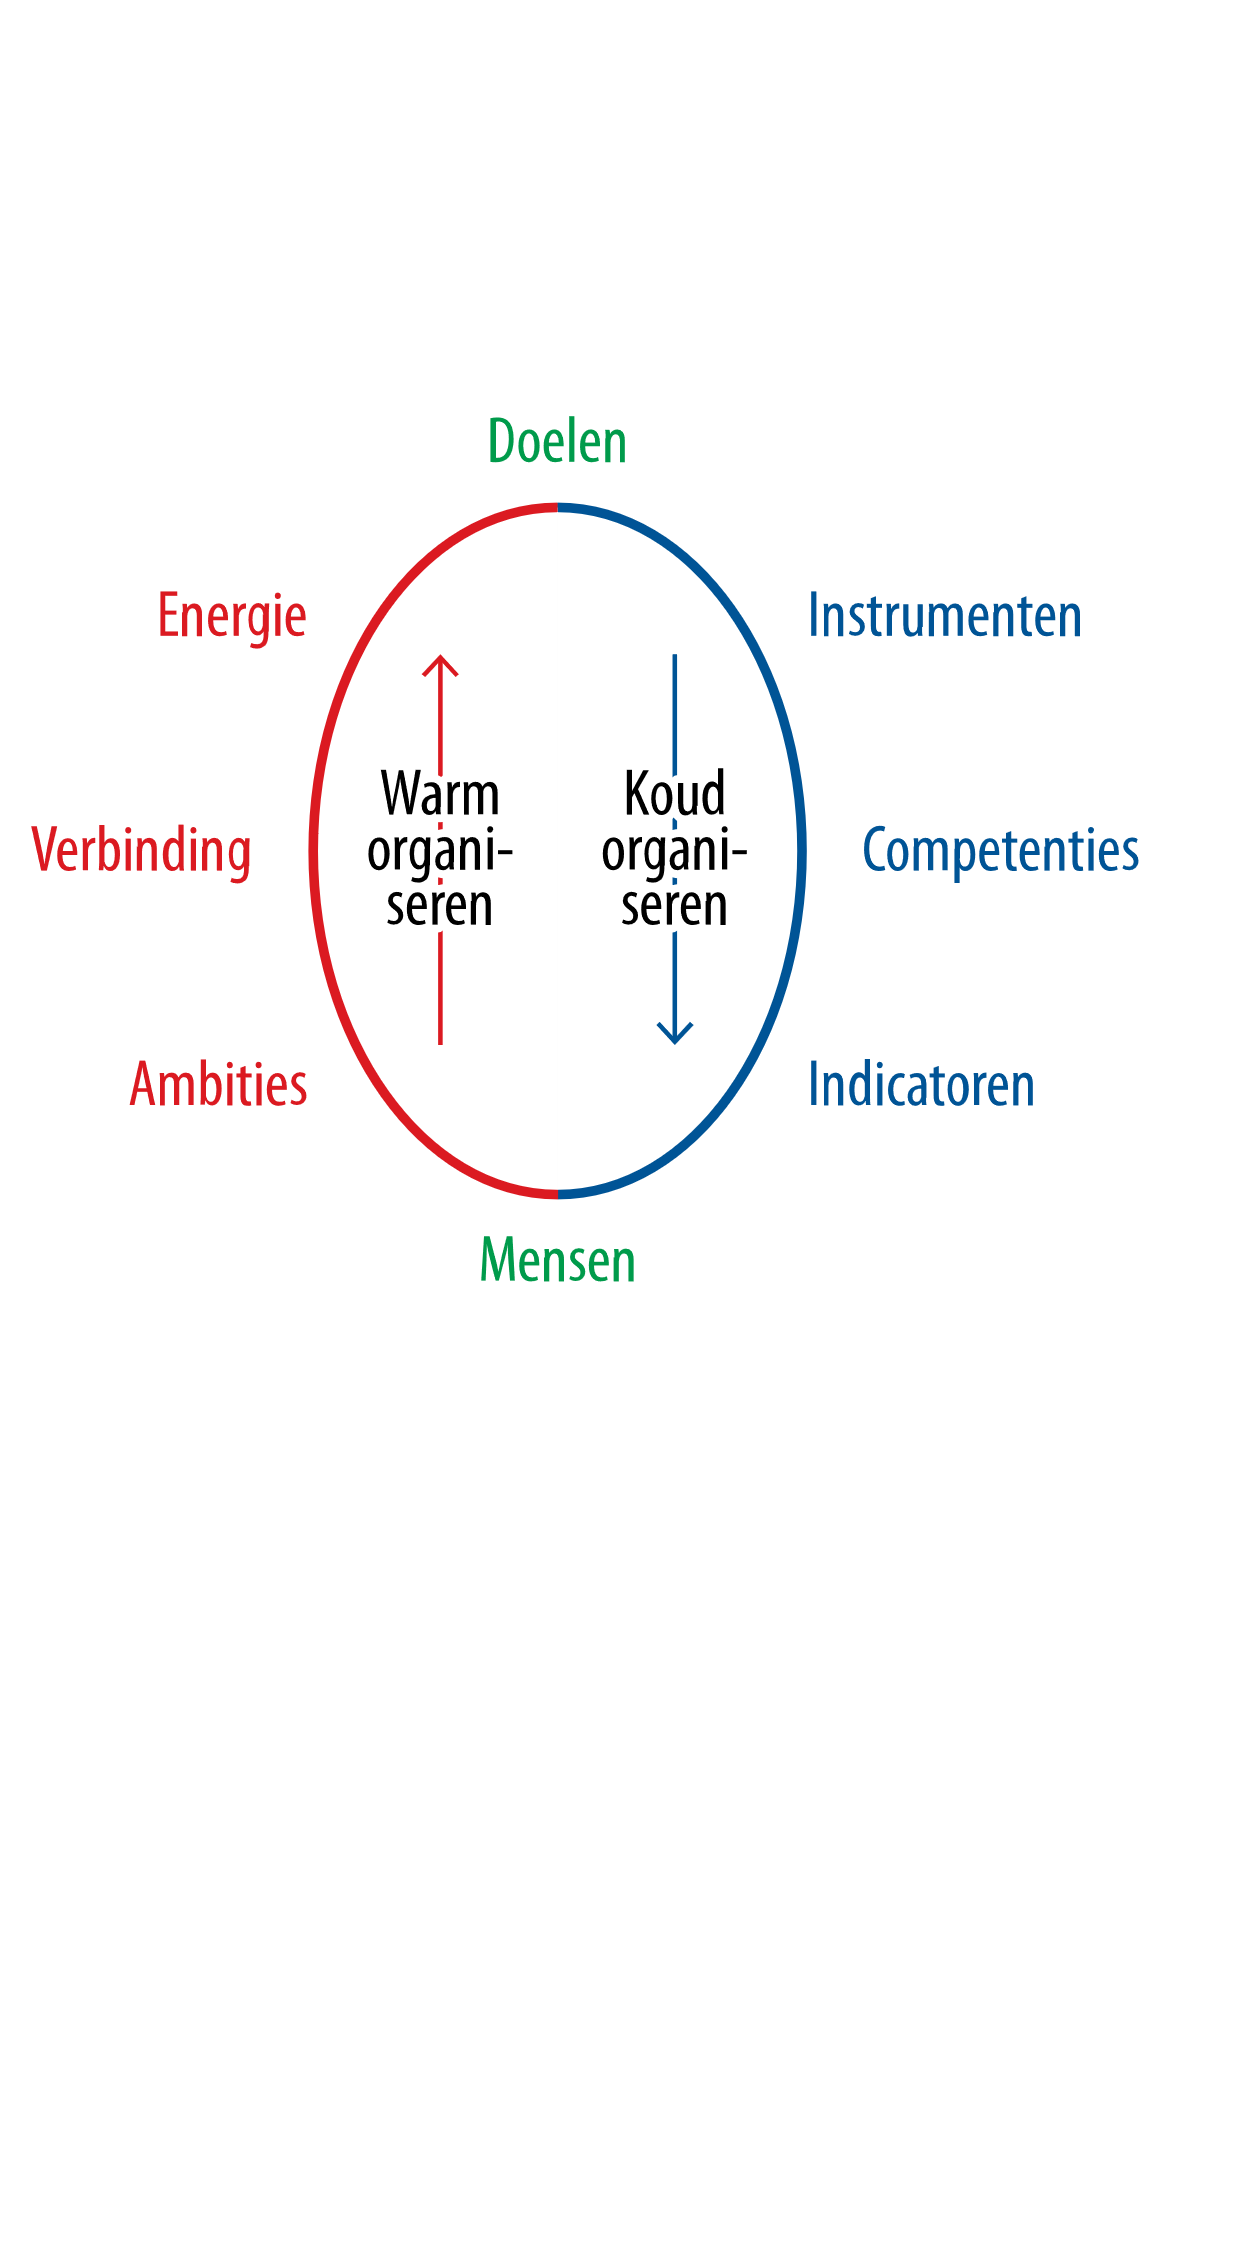 Doelen
Energie
Instrumenten
Warm
organi-
seren
Koud
organi-
seren
Verbinding
Competenties
Ambities
Indicatoren
Mensen